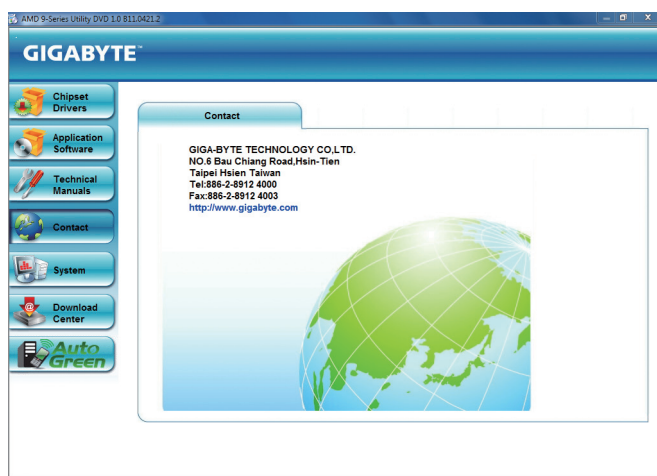 AMD 9-Series Utility DVD 1.0 B11.0421.2
GIGABYTE™
Chipset
Drivers
Application
Software
Technical
Manuals
Contact
System
Download
Center
Auto
Green
Contact
GIGA-BYTE TECHNOLOGY CO,LTD.
NO.6 Bau Chiang Road,Hsin-Tien
Taipei Hsien Taiwan
Tel:886-2-8912 4000
Fax:886-2-8912 4003
http://www.gigabyte.com